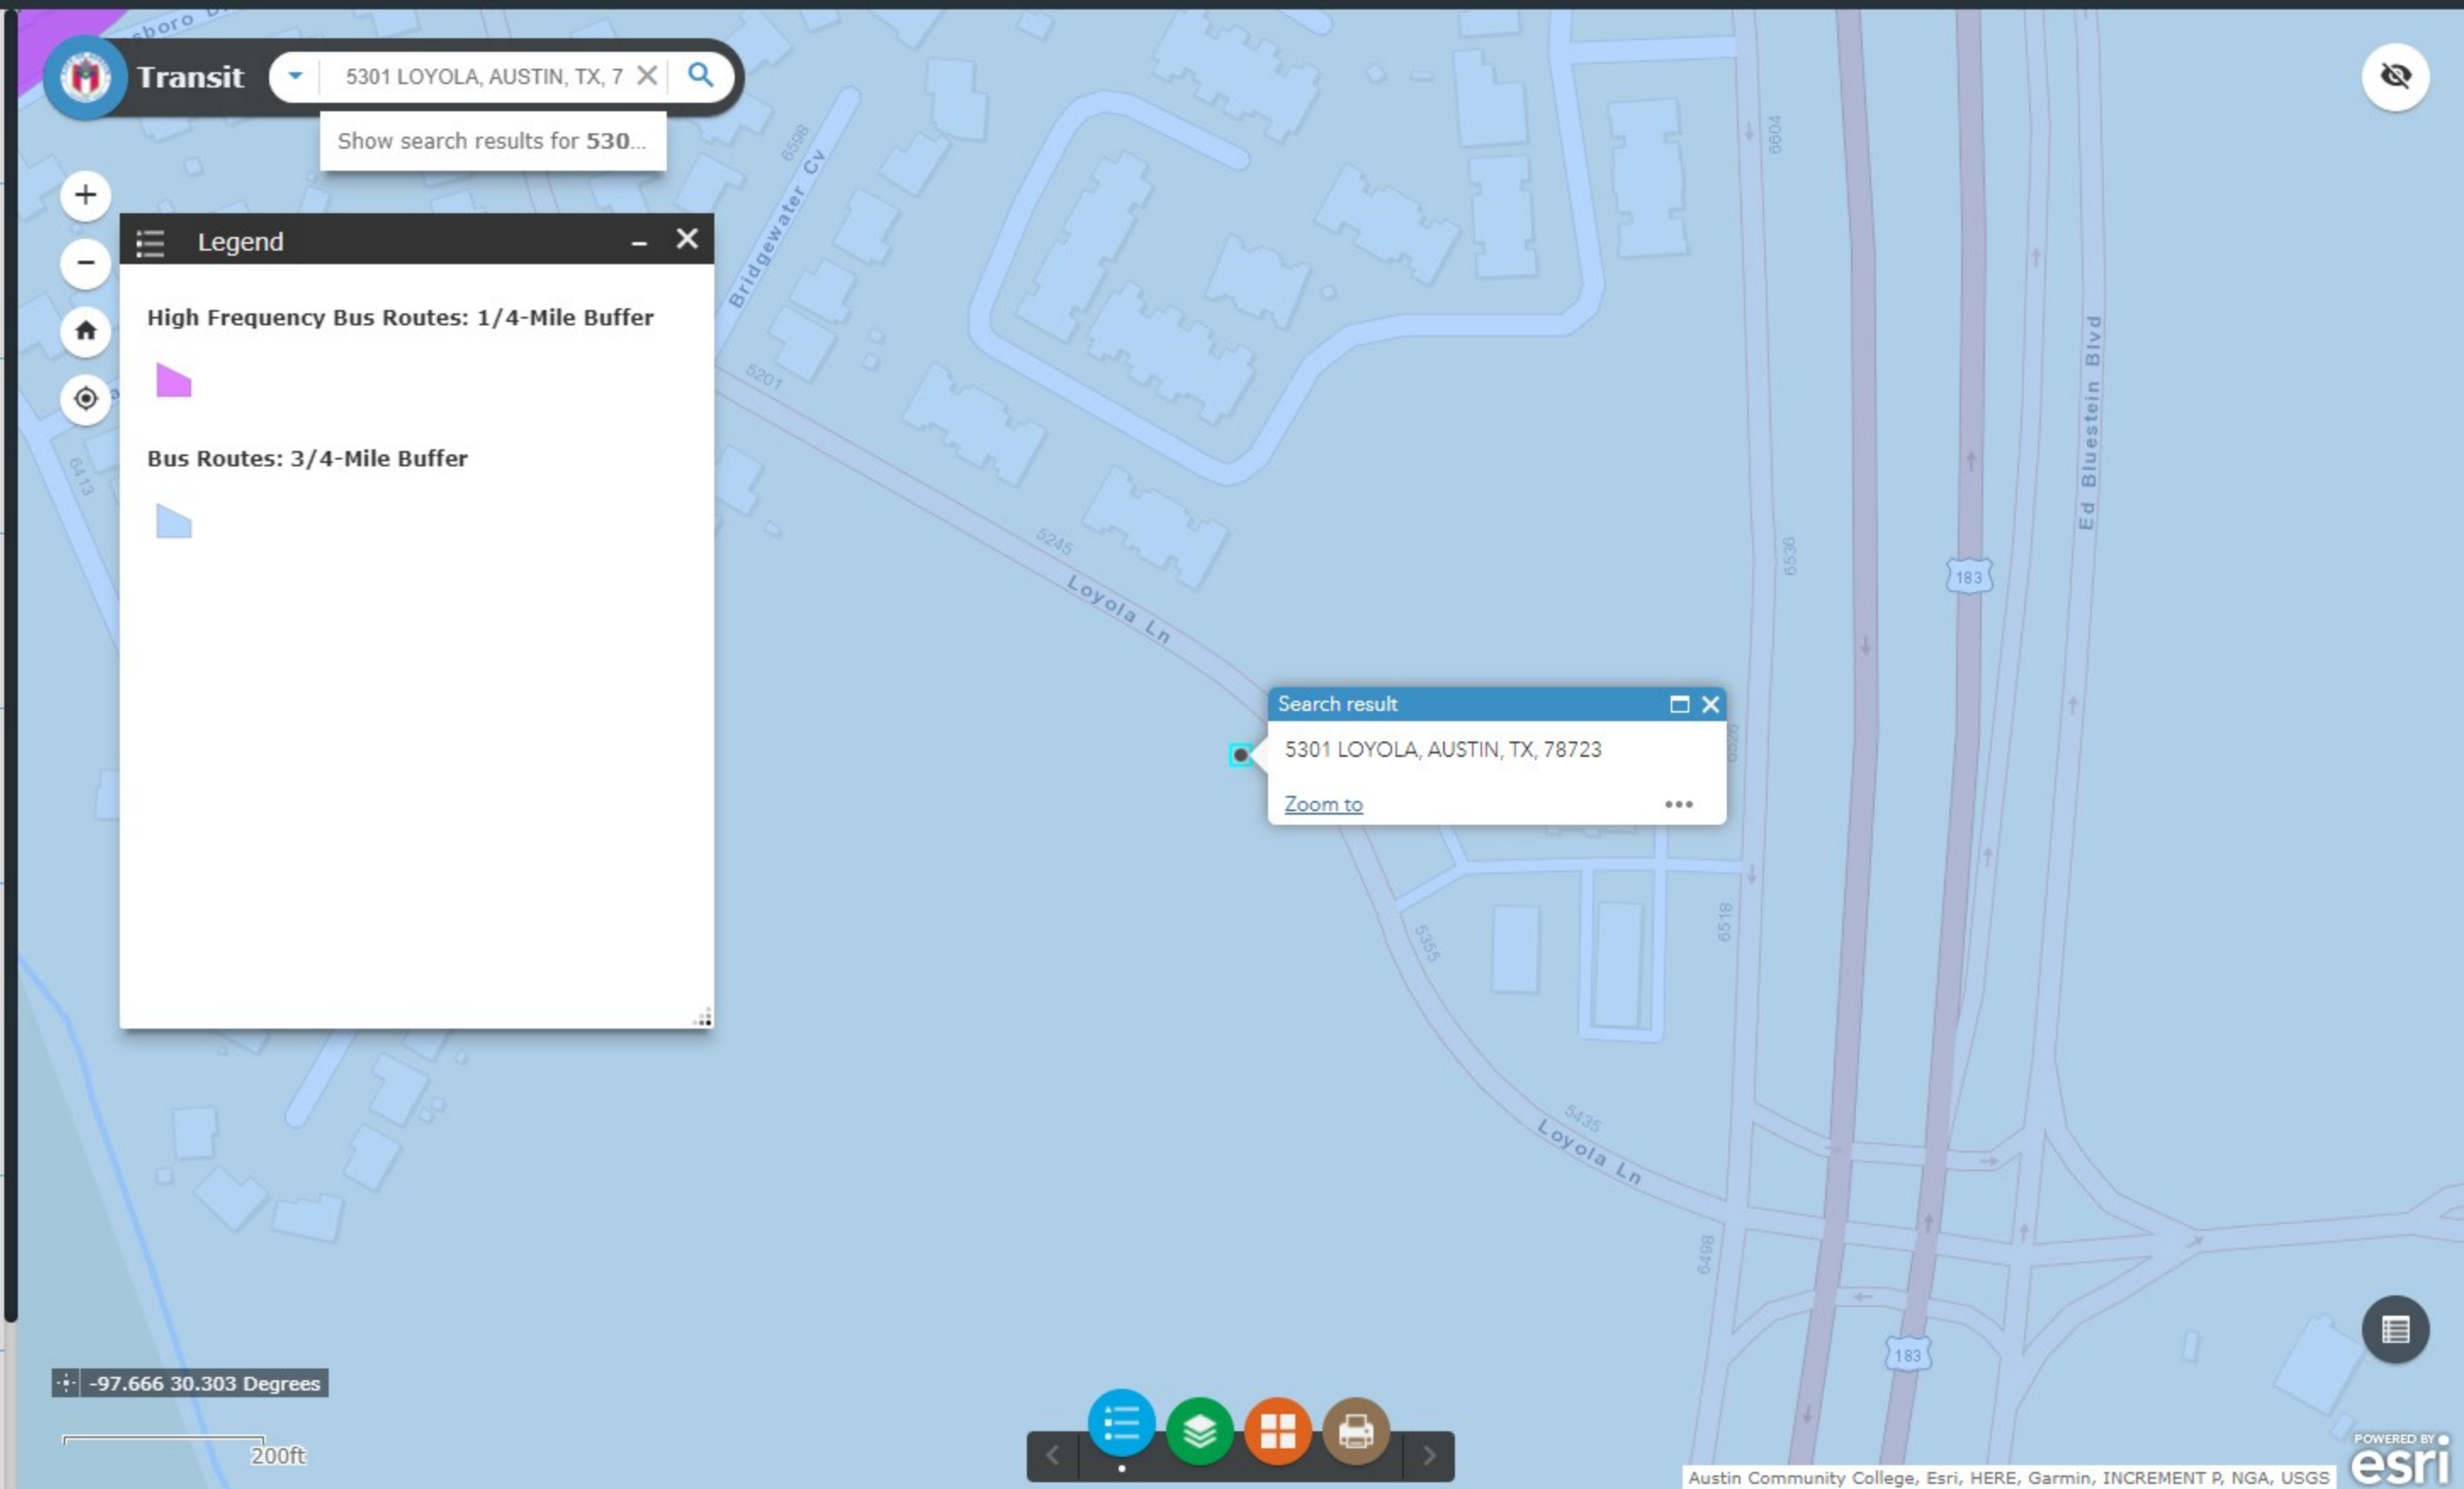 sboro D
Transit
5301 LOYOLA, AUSTIN, TX, 7
Show search results for 530...
Legend
High Frequency Bus Routes: 1/4-Mile Buffer
Bus Routes: 3/4-Mile Buffer
6598
Bridgewater Cv
5201
6413
5245
Loyola Ln
6604
6536
Ed Bluestein Blvd
183
Search result
5301 LOYOLA, AUSTIN, TX, 78723
Zoom to
6518
5355
5435
Loyola Ln
6498
183
-97.666 30.303 Degrees
200ft
POWERED BY
esri
Austin Community College, Esri, HERE, Garmin, INCREMENT P, NGA, USGS